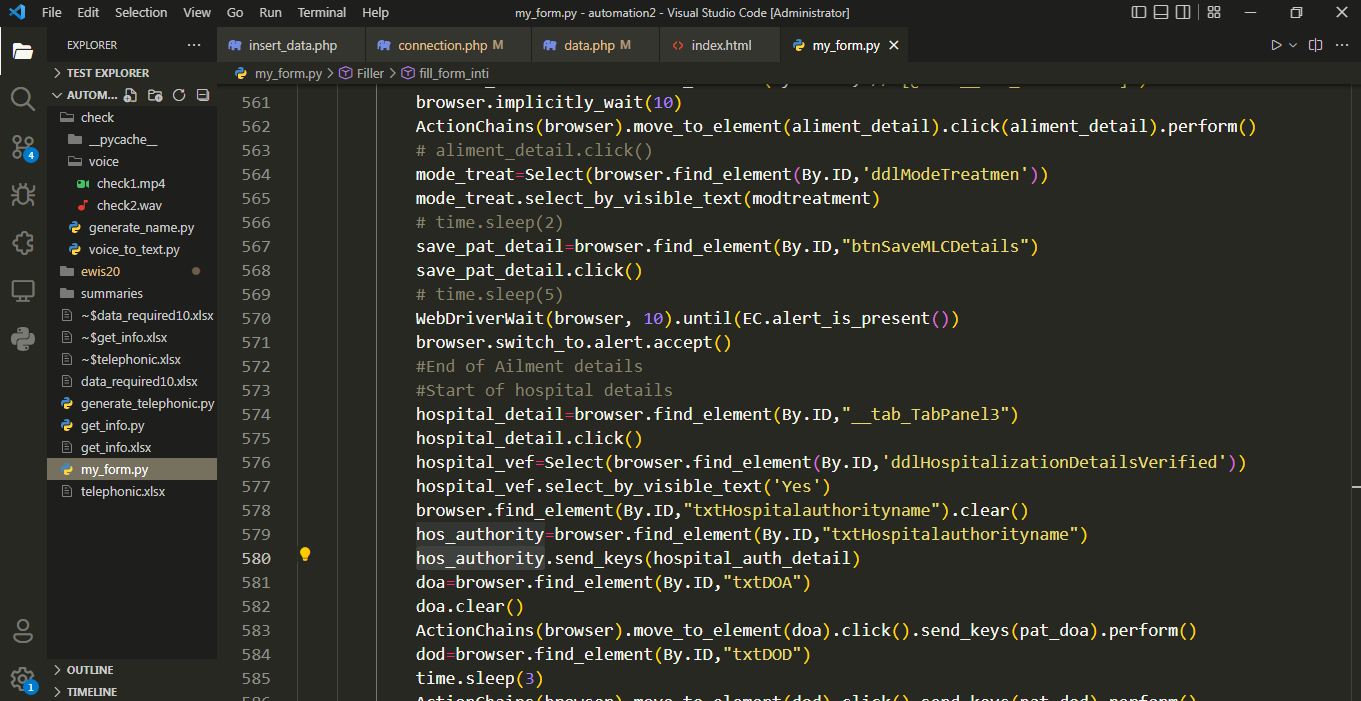 File Edit Selection View Go Run Terminal Help
my_form.py - automation2 - Visual Studio Code [Administrator]
EXPLORER
insert_data.php
connection.php M
data.php M
index.html
my_form.py
TEST EXPLORER
AUTOM...
check
__pycache__
voice
check1.mp4
check2.wav
generate_name.py
voice_to_text.py
ewis20
summaries
~$data_required10.xlsx
~$get_info.xlsx
~$telephonic.xlsx
data_required10.xlsx
generate_telephonic.py
get_info.py
get_info.xlsx
my_form.py
telephonic.xlsx
OUTLINE
TIMELINE
4
1
my_form.py > Filler > fill_form_inti
561 browser.implicitly_wait(10)
562 ActionChains(browser).move_to_element(aliment_detail).click(aliment_detail).perform()
563 # aliment_detail.click()
564 mode_treat=Select(browser.find_element(By.ID,'ddlModeTreatmen'))
565 mode_treat.select_by_visible_text(modtreatment)
566 # time.sleep(2)
567 save_pat_detail=browser.find_element(By.ID,"btnSaveMLCDetails")
568 save_pat_detail.click()
569 # time.sleep(5)
570 WebDriverWait(browser, 10).until(EC.alert_is_present())
571 browser.switch_to.alert.accept()
572 #End of Ailment details
573 #Start of hospital details
574 hospital_detail=browser.find_element(By.ID,"__tab_TabPanel3")
575 hospital_detail.click()
576 hospital_vef=Select(browser.find_element(By.ID,'ddlHospitalizationDetailsVerified'))
577 hospital_vef.select_by_visible_text('Yes')
578 browser.find_element(By.ID,"txtHospitalauthorityname").clear()
579 hos_authority=browser.find_element(By.ID,"txtHospitalauthorityname")
580 hos_authority.send_keys(hospital_auth_detail)
581 doa=browser.find_element(By.ID,"txtDOA")
582 doa.clear()
583 ActionChains(browser).move_to_element(doa).click().send_keys(pat_doa).perform()
584 dod=browser.find_element(By.ID,"txtDOD")
585 time.sleep(3)
586 ActionChains(browser).move_to_element(dod).click().send_keys(pat_dod).perform()